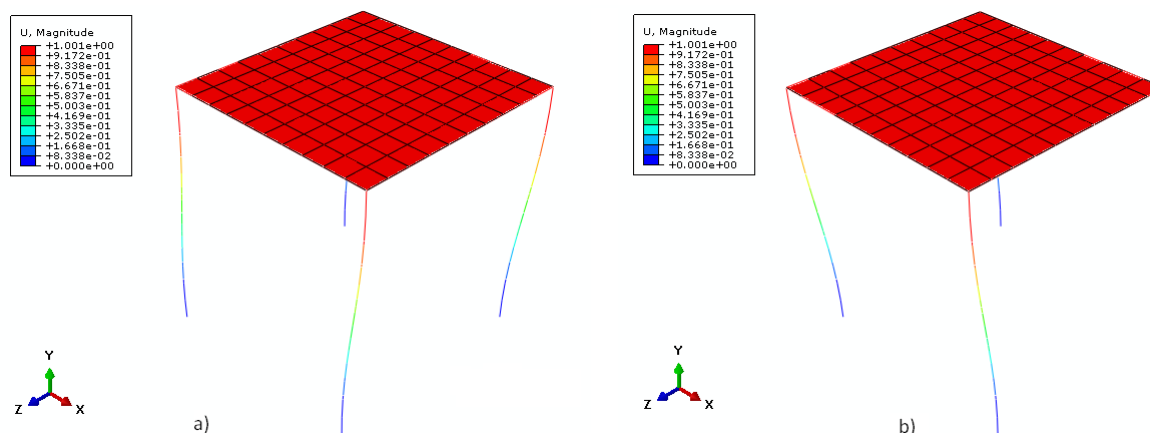 U, Magnitude
+1.001e+00
+9.172e-01
+8.338e-01
+7.505e-01
+6.671e-01
+5.837e-01
+5.003e-01
+4.169e-01
+3.335e-01
+2.502e-01
+1.668e-01
+8.338e-02
+0.000e+00
Y
Z
X
a)
U, Magnitude
+1.001e+00
+9.172e-01
+8.338e-01
+7.505e-01
+6.671e-01
+5.837e-01
+5.003e-01
+4.169e-01
+3.335e-01
+2.502e-01
+1.668e-01
+8.338e-02
+0.000e+00
Y
Z
X
b)